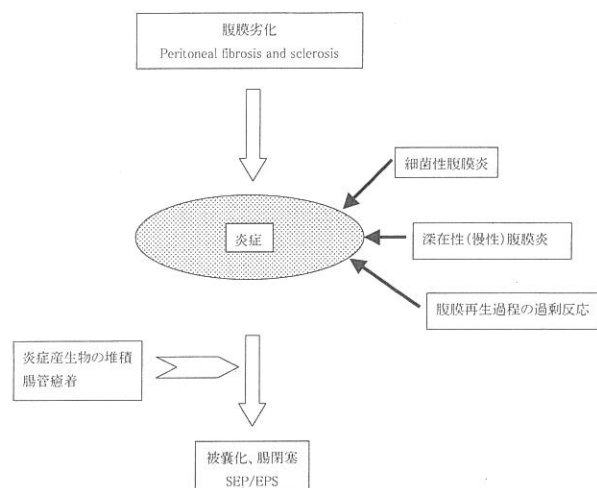 腹膜劣化
Peritoneal fibrosis and sclerosis
細菌性腹膜炎
炎症
深在性(慢性)腹膜炎
腹膜再生過程の過剰反応
炎症産生物の堆積
腸管癒着
被嚢化、腸閉塞
SEP/EPS